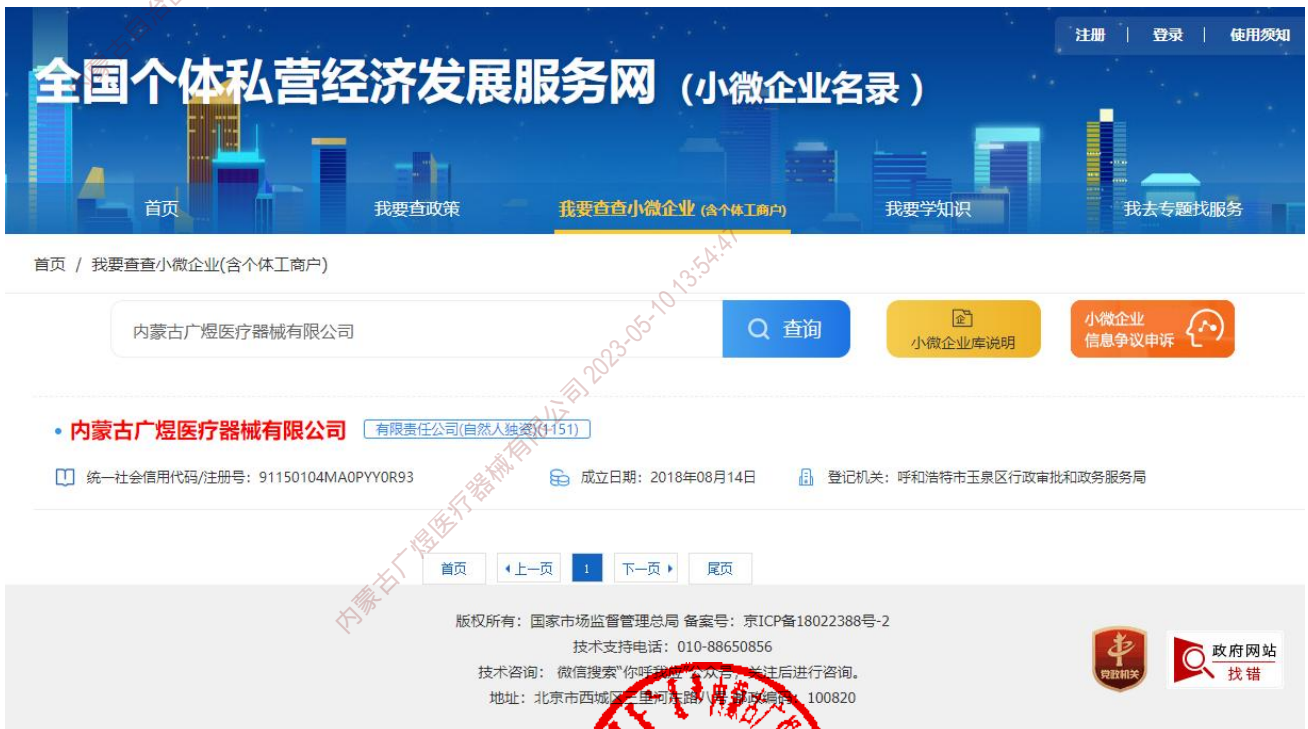 注册 | 登录 | 使用须知
全国个体私营经济发展服务网（小微企业名录）
首页 我要查政策 我要查查小微企业 (含个体工商户) 我要学知识 我去专题找服务
首页 / 我要查查小微企业(含个体工商户)
内蒙古广煜医疗器械有限公司 查询 小微企业库说明 小微企业
信息争议申诉
内蒙古广煜医疗器械有限公司 2023-05-10 13:54:47
• 内蒙古广煜医疗器械有限公司 有限责任公司(自然人独资)(1151)
统一社会信用代码/注册号：91150104MA0PYY0R93 成立日期：2018年08月14日 登记机关：呼和浩特市玉泉区行政审批和政务服务局
首页 上一页 1 下一页 尾页
版权所有：国家市场监督管理总局 备案号：京ICP备18022388号-2
技术支持电话：010-88650856
技术咨询： 微信搜索“你呼我应”公众号，关注后进行咨询。
地址：北京市西城区三里河东路八号 邮政编码：100820
党政机关
政府网站
找错